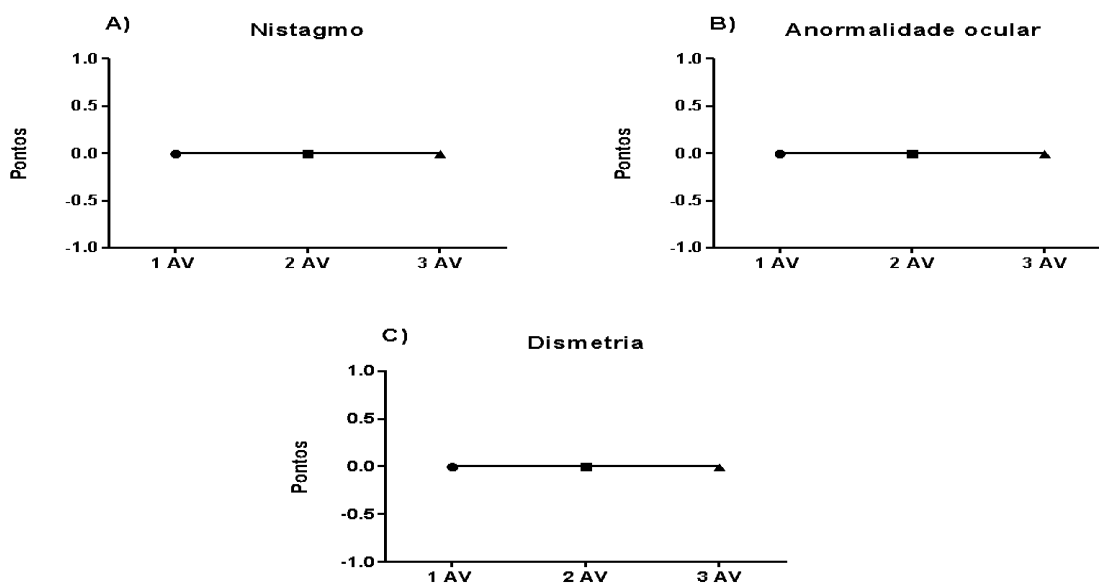 A)
Nistagmo
Pontos
1.0
0.5
0.0
-0.5
-1.0
1 AV 2 AV 3 AV
B)
Anormalidade ocular
Pontos
1.0
0.5
0.0
-0.5
-1.0
1 AV 2 AV 3 AV
C)
Dismetria
Pontos
1.0
0.5
0.0
-0.5
-1.0
1 AV 2 AV 3 AV